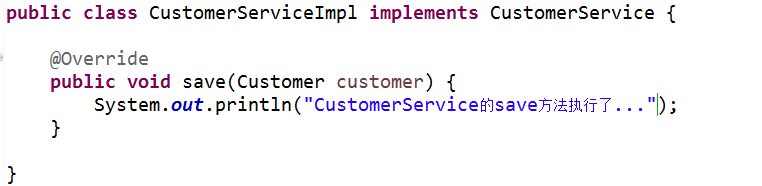 public class CustomerServiceImpl implements CustomerService {
@Override
public void save(Customer customer) {
System.out.println("CustomerService的save方法执行了...");
}
}